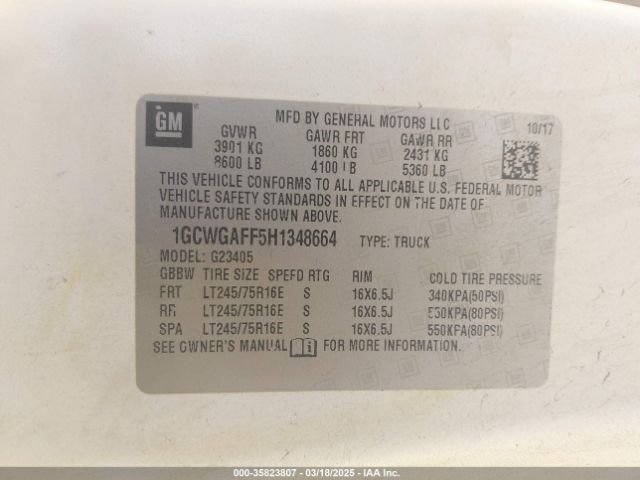 GM
MFD BY GENERAL MOTORS LLC 10/17
GVWR GAWR FRT GAWR RR
3901 KG 1860 KG 2431 KG
8600 LB 4100 LB 5360 LB
THIS VEHICLE CONFORMS TO ALL APPLICABLE U.S. FEDERAL MOTOR
VEHICLE SAFETY STANDARDS IN EFFECT ON THE DATE OF
MANUFACTURE SHOWN ABOVE.
1GCWGAFF5H1348664 TYPE: TRUCK
MODEL: G23405
GBBW TIRE SIZE SPEED RTG RIM COLD TIRE PRESSURE
FRT LT245/75R16E S 16X6.5J 340KPA(50PSI)
RR LT245/75R16E S 16X6.5J 550KPA(80PSI)
SPA LT245/75R16E S 16X6.5J 550KPA(80PSI)
SEE OWNER'S MANUAL FOR MORE INFORMATION.
000-35823807 - 03/18/2025 - IAA Inc.